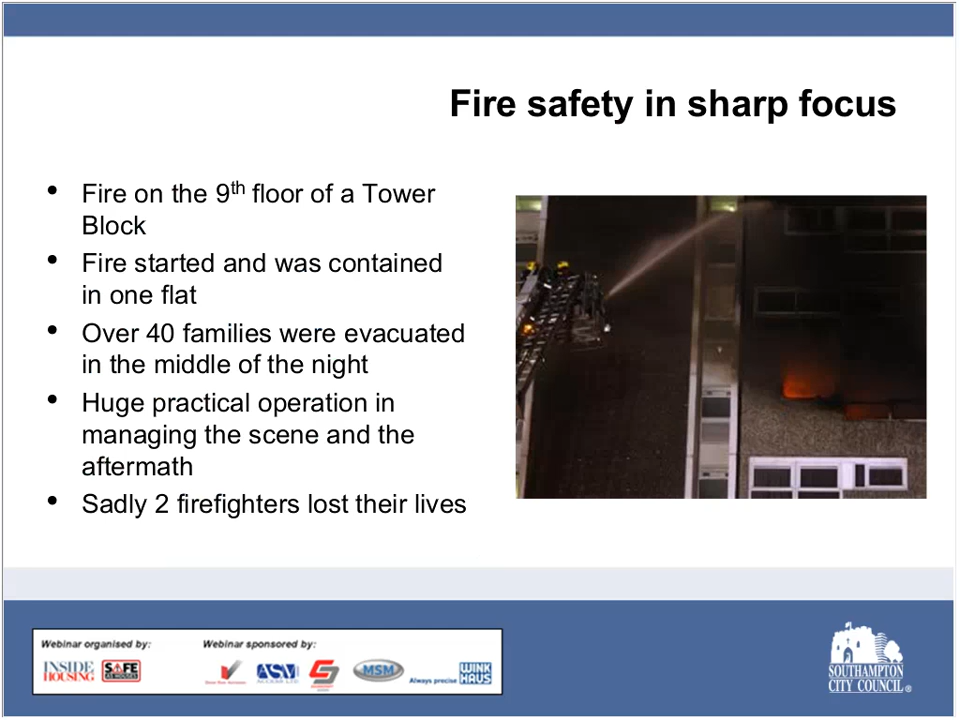 Fire safety in sharp focus
• Fire on the 9th floor of a Tower
Block
• Fire started and was contained
in one flat
• Over 40 families were evacuated
in the middle of the night
• Huge practical operation in
managing the scene and the
aftermath
• Sadly 2 firefighters lost their lives
Webinar organised by: Webinar sponsored by:
INSIDE HOUSING
SAFE AS HOUSES
ASM
MSM
Always precise
WINK HAUS
SOUTHAMPTON
CITY COUNCIL®